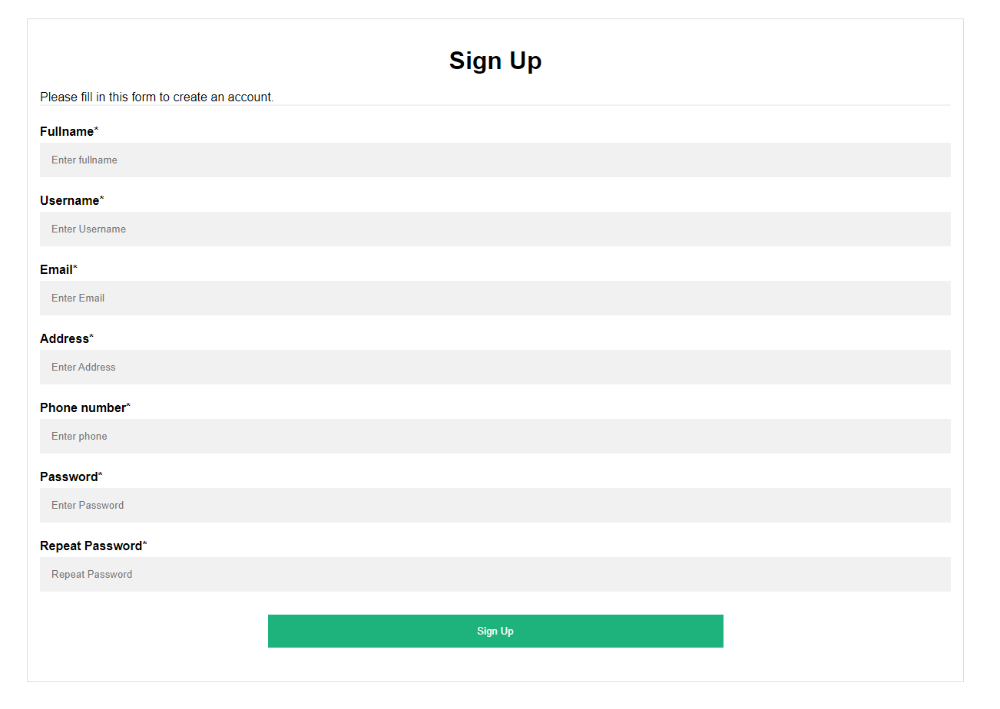 Sign Up
Please fill in this form to create an account.
Fullname*
Enter fullname
Username*
Enter Username
Email*
Enter Email
Address*
Enter Address
Phone number*
Enter phone
Password*
Enter Password
Repeat Password*
Repeat Password
Sign Up